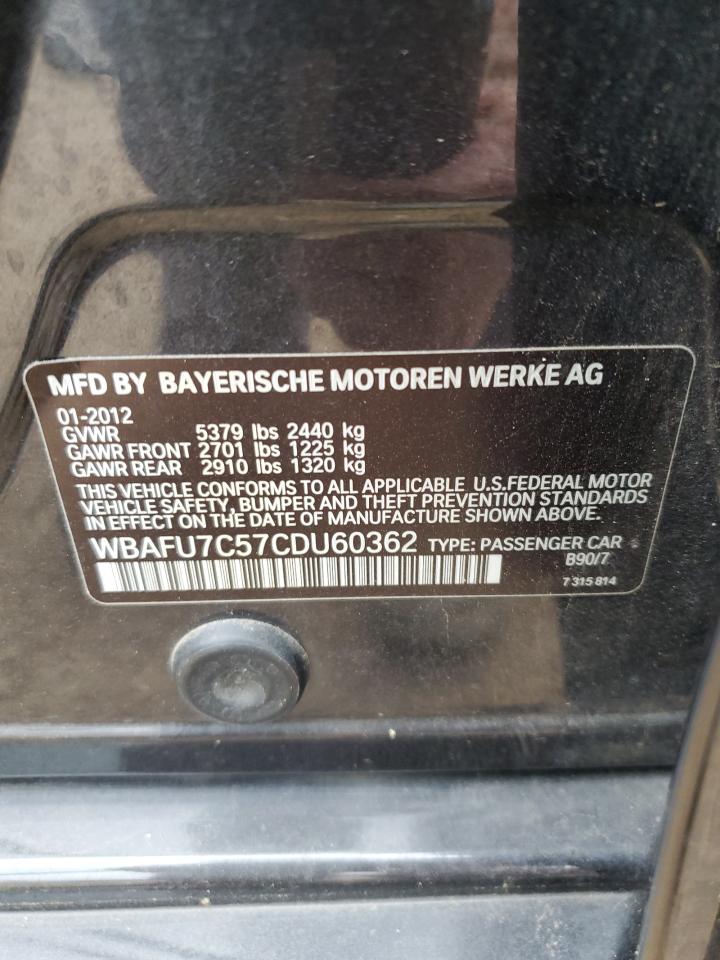 MFD BY BAYERISCHE MOTOREN WERKE AG
01-2012
GVWR 5379 lbs 2440 kg
GAWR FRONT 2701 lbs 1225 kg
GAWR REAR 2910 lbs 1320 kg
THIS VEHICLE CONFORMS TO ALL APPLICABLE U.S.FEDERAL MOTOR
VEHICLE SAFETY, BUMPER AND THEFT PREVENTION STANDARDS
IN EFFECT ON THE DATE OF MANUFACTURE SHOWN ABOVE.
WBAFU7C57CDU60362 TYPE: PASSENGER CAR
B90/7
7 315 814